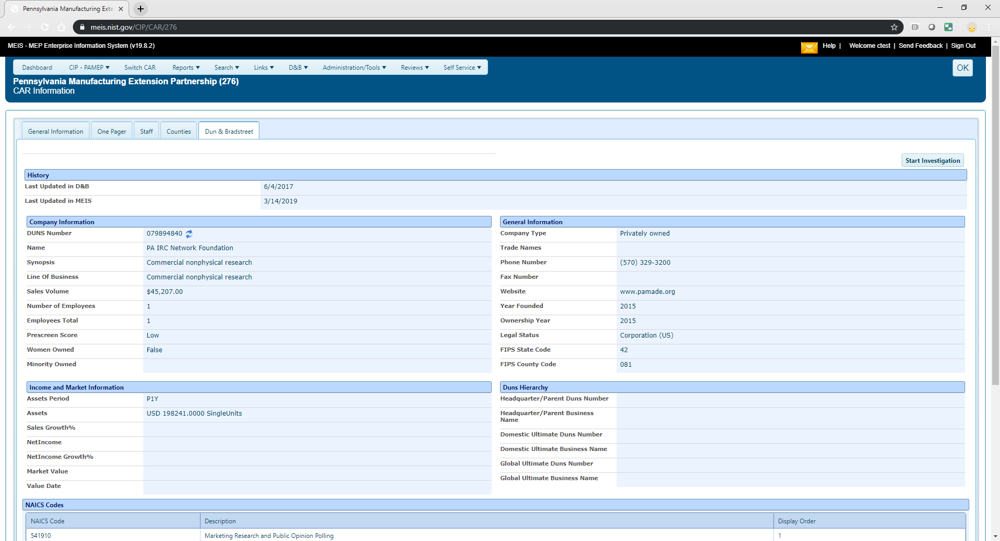 Pennsylvania Manufacturing Exte
meis.nist.gov/CIP/CAR/276
MEIS - MEP Enterprise Information System (v19.8.2)
Help | Welcome ctest | Send Feedback | Sign Out
Dashboard CIP - PAMEP Switch CAR Reports Search Links D&B Administration/Tools Reviews Self Service
OK
Pennsylvania Manufacturing Extension Partnership (276)
CAR Information
General Information One Pager Staff Counties Dun & Bradstreet
Start Investigation
History
Last Updated in D&B 6/4/2017
Last Updated in MEIS 3/14/2019
Company Information
DUNS Number 079894840
Name PA IRC Network Foundation
Synopsis Commercial nonphysical research
Line Of Business Commercial nonphysical research
Sales Volume $45,207.00
Number of Employees 1
Employees Total 1
Prescreen Score Low
Women Owned False
Minority Owned
General Information
Company Type Privately owned
Trade Names
Phone Number (570) 329-3200
Fax Number
Website www.pamade.org
Year Founded 2015
Ownership Year 2015
Legal Status Corporation (US)
FIPS State Code 42
FIPS County Code 081
Income and Market Information
Assets Period P1Y
Assets USD 198241.0000 SingleUnits
Sales Growth%
NetIncome
NetIncome Growth%
Market Value
Value Date
Duns Hierarchy
Headquarter/Parent Duns Number
Headquarter/Parent Business
Name
Domestic Ultimate Duns Number
Domestic Ultimate Business Name
Global Ultimate Duns Number
Global Ultimate Business Name
NAICS Codes
NAICS Code Description Display Order
541910 Marketing Research and Public Opinion Polling 1